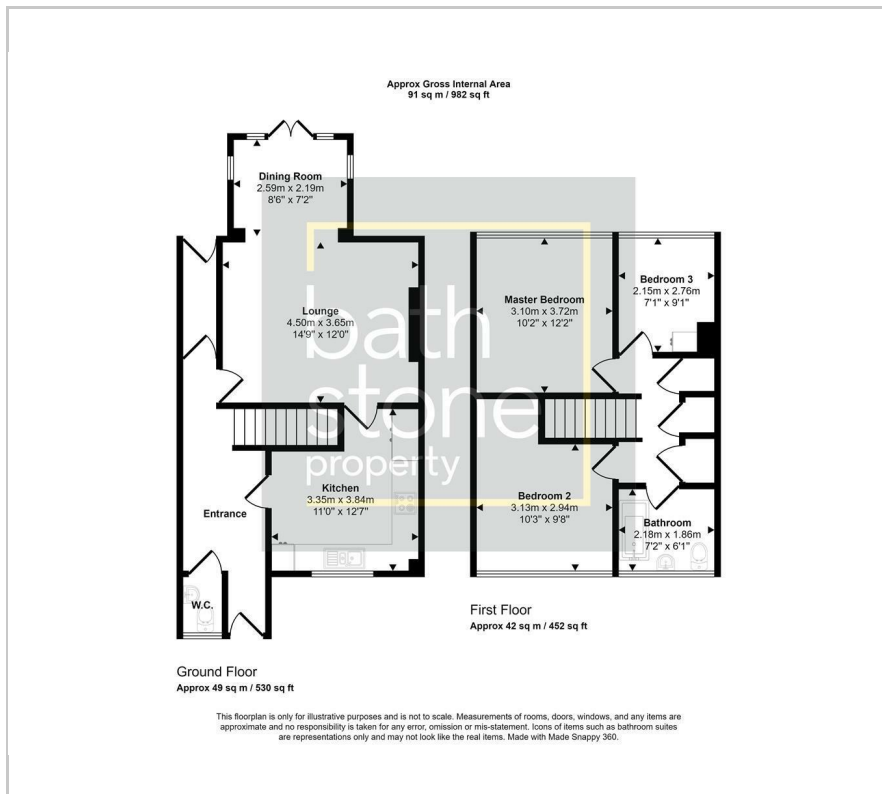 Approx Gross Internal Area
91 sq m / 982 sq ft
Dining Room
2.59m x 2.19m
8'6" x 7'2"
Lounge
4.50m x 3.65m
14'9" x 12'0"
Kitchen
3.35m x 3.84m
11'0" x 12'7"
Entrance
W.C.
Master Bedroom
3.10m x 3.72m
10'2" x 12'2"
Bedroom 3
2.15m x 2.76m
7'1" x 9'1"
Bedroom 2
3.13m x 2.94m
10'3" x 9'8"
Bathroom
2.18m x 1.86m
7'2" x 6'1"
bath
stone
property
First Floor
Approx 42 sq m / 452 sq ft
Ground Floor
Approx 49 sq m / 530 sq ft
This floorplan is only for illustrative purposes and is not to scale. Measurements of rooms, doors, windows, and any items are
approximate and no responsibility is taken for any error, omission or mis-statement. Icons of items such as bathroom suites
are representations only and may not look like the real items. Made with Made Snappy 360.